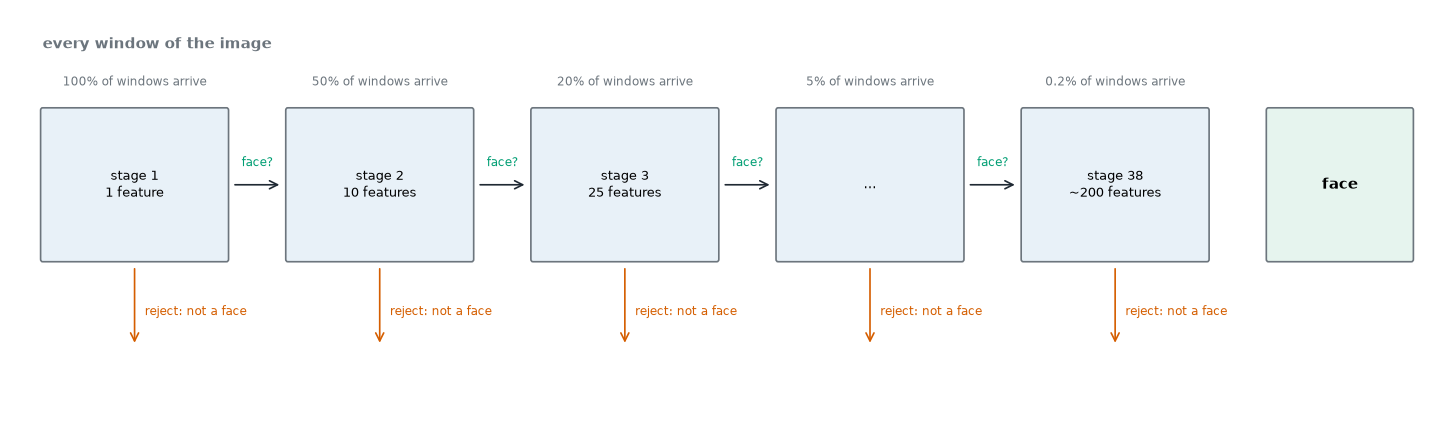 every window of the image
100% of windows arrive
50% of windows arrive
20% of windows arrive
5% of windows arrive
0.2% of windows arrive
stage 1
1 feature
face?
stage 2
10 features
face?
stage 3
25 features
face?
...
face?
stage 38
~200 features
face
reject: not a face
reject: not a face
reject: not a face
reject: not a face
reject: not a face